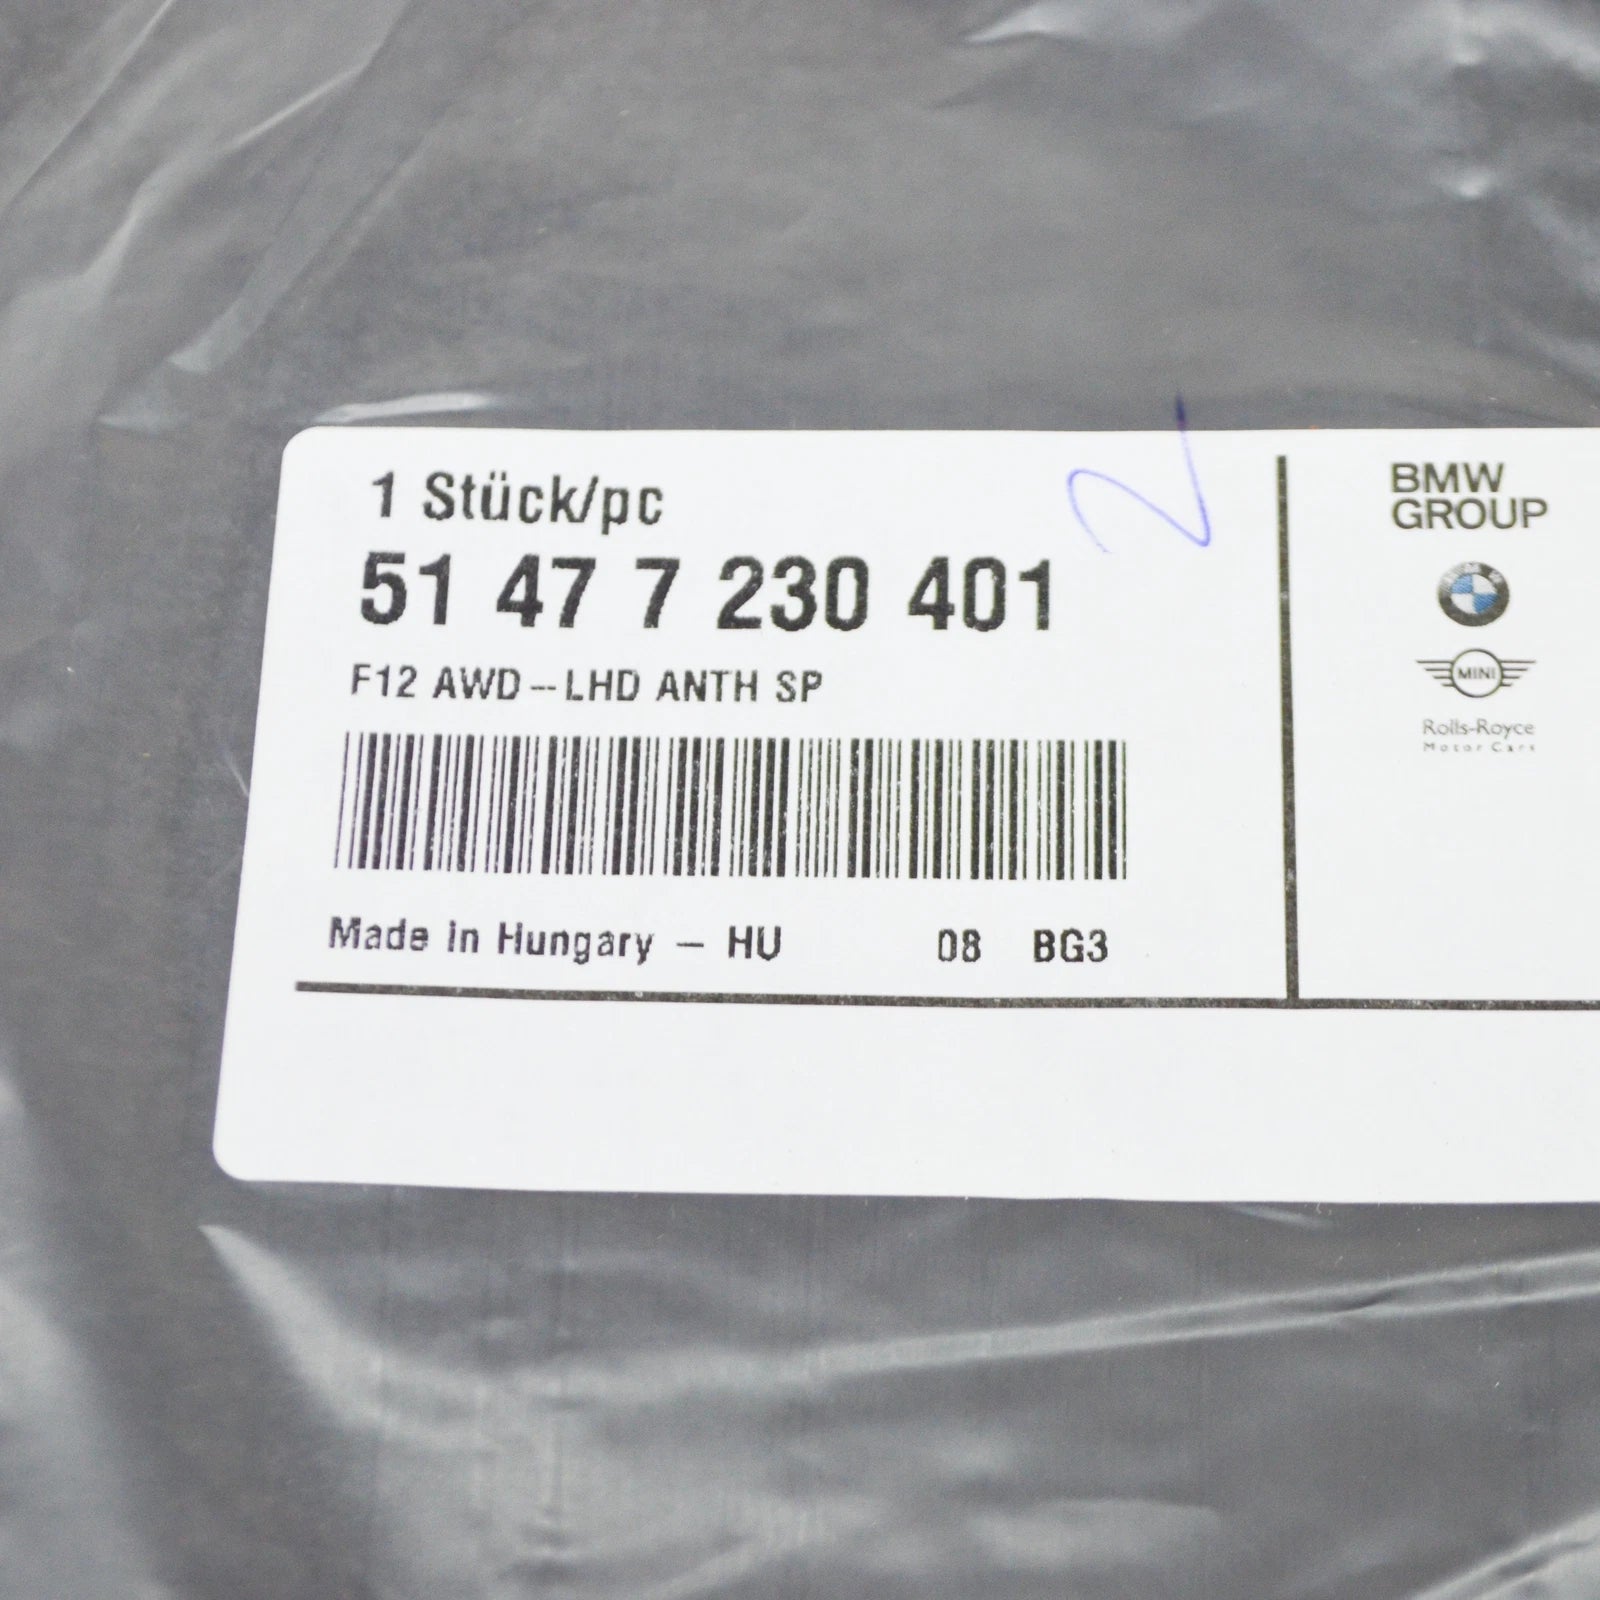 1 Stück/pc
51 47 7 230 401
F12 AWD--LHD ANTH SP
Made in Hungary – HU 08 BG3
BMW
GROUP
MINI
Rolls-Royce
Motor Cars